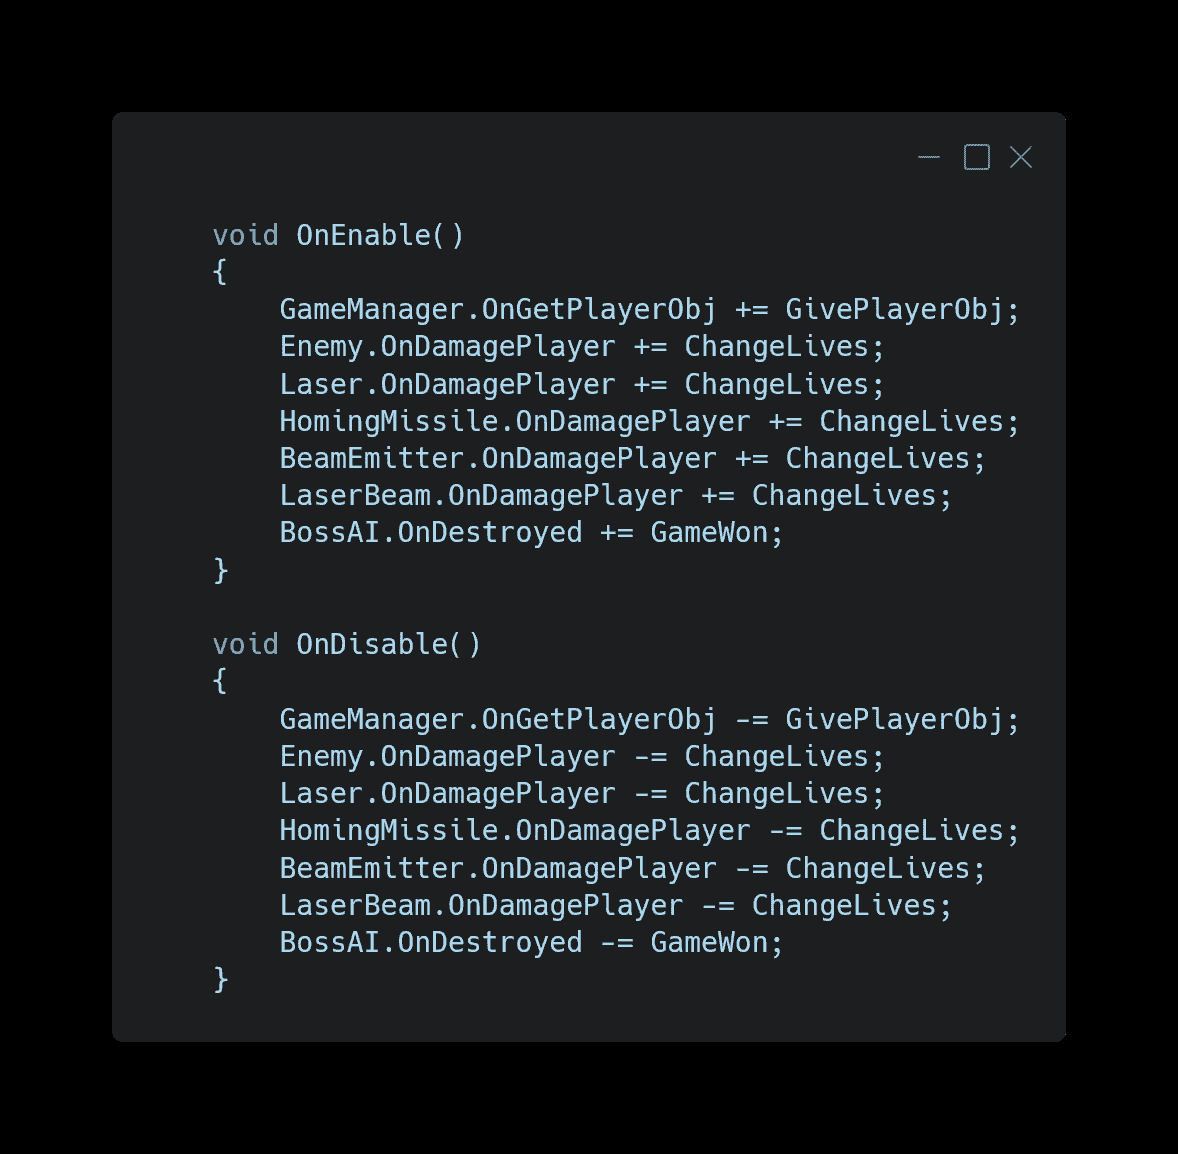 void OnEnable()
{
    GameManager.OnGetPlayerObj += GivePlayerObj;
    Enemy.OnDamagePlayer += ChangeLives;
    Laser.OnDamagePlayer += ChangeLives;
    HomingMissile.OnDamagePlayer += ChangeLives;
    BeamEmitter.OnDamagePlayer += ChangeLives;
    LaserBeam.OnDamagePlayer += ChangeLives;
    BossAI.OnDestroyed += GameWon;
}

void OnDisable()
{
    GameManager.OnGetPlayerObj -= GivePlayerObj;
    Enemy.OnDamagePlayer -= ChangeLives;
    Laser.OnDamagePlayer -= ChangeLives;
    HomingMissile.OnDamagePlayer -= ChangeLives;
    BeamEmitter.OnDamagePlayer -= ChangeLives;
    LaserBeam.OnDamagePlayer -= ChangeLives;
    BossAI.OnDestroyed -= GameWon;
}